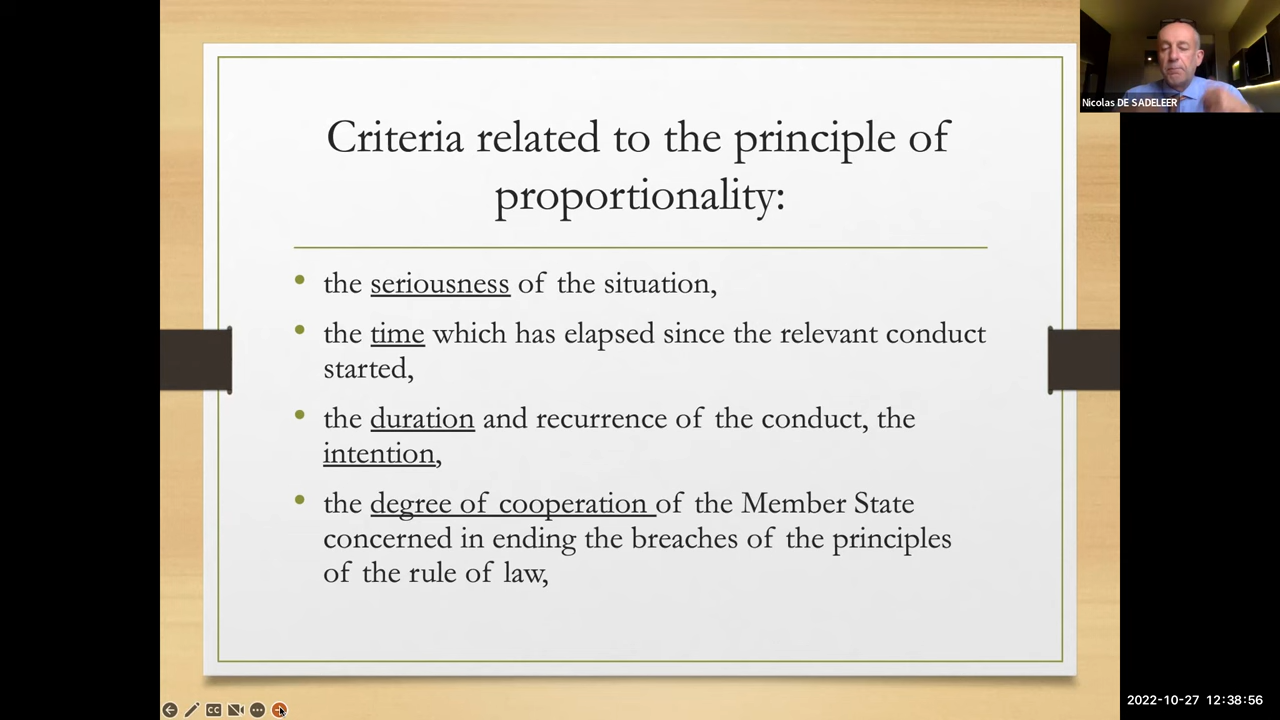 Criteria related to the principle of
proportionality:
the seriousness of the situation,
the time which has elapsed since the relevant conduct
started,
the duration and recurrence of the conduct, the
intention,
the degree of cooperation of the Member State
concerned in ending the breaches of the principles
of the rule of law,
Nicolas DE SADELEER
CC
2022-10-27 12:38:56